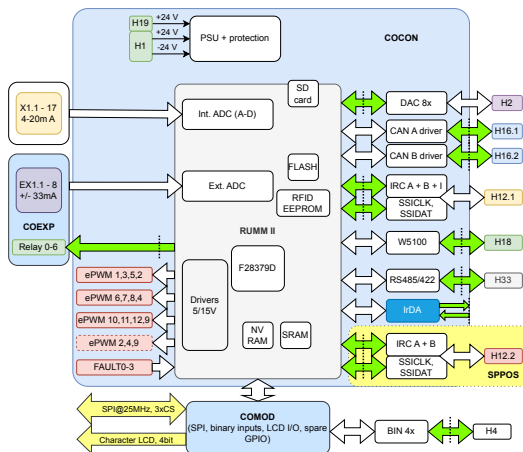 H19
+24 V
H1
+24 V
-24 V
PSU + protection
COCON
X1.1 - 17
4-20m A
Int. ADC (A-D)
SD
card
DAC 8x
H2
CAN A driver
H16.1
CAN B driver
H16.2
EX1.1 - 8
+/- 33mA
COEXP
Relay 0-6
Ext. ADC
FLASH
RFID
EEPROM
IRC A + B + I
SSICLK,
SSIDAT
H12.1
RUMM II
W5100
H18
F28379D
RS485/422
H33
ePWM 1,3,5,2
ePWM 6,7,8,4
ePWM 10,11,12,9
ePWM 2,4,9
FAULT0-3
Drivers
5/15V
IrDA
NV
RAM
SRAM
IRC A + B
SSICLK,
SSIDAT
H12.2
SPPOS
SPI@25MHz, 3xCS
Character LCD, 4bit
COMOD
(SPI, binary inputs, LCD I/O, spare
GPIO)
BIN 4x
H4